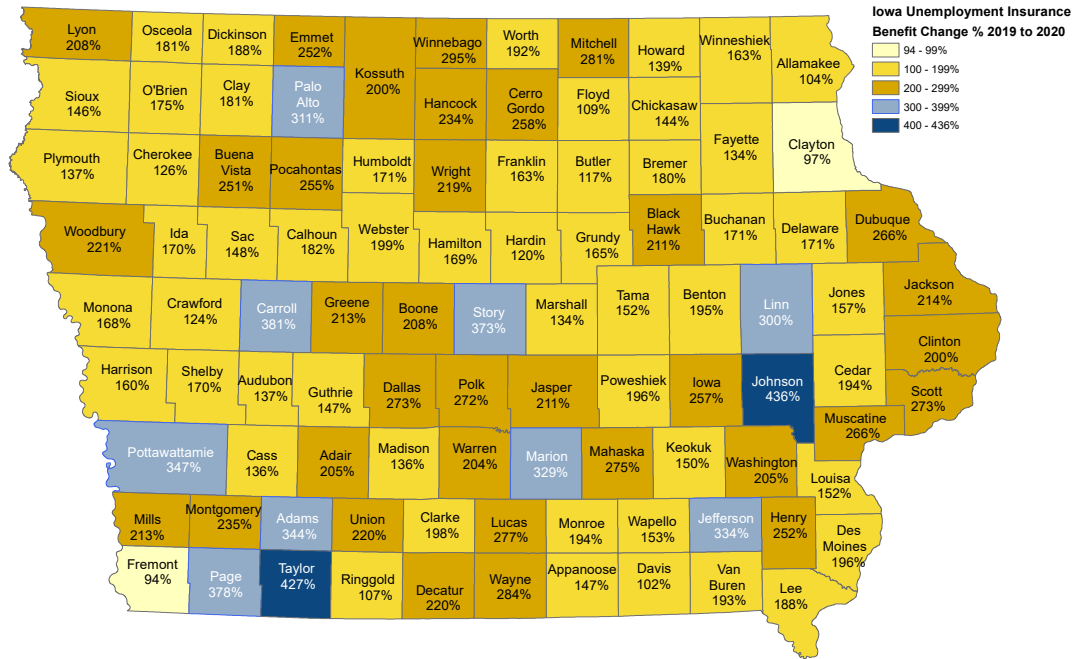 Iowa Unemployment Insurance
Benefit Change % 2019 to 2020
94 - 99%
100 - 199%
200 - 299%
300 - 399%
400 - 436%
Lyon
208%
Osceola
181%
Dickinson
188%
Emmet
252%
Kossuth
200%
Winnebago
295%
Worth
192%
Mitchell
281%
Howard
139%
Winneshiek
163%
Allamakee
104%
Sioux
146%
O'Brien
175%
Clay
181%
Palo
Alto
311%
Hancock
234%
Cerro
Gordo
258%
Floyd
109%
Chickasaw
144%
Fayette
134%
Clayton
97%
Plymouth
137%
Cherokee
126%
Buena
Vista
251%
Pocahontas
255%
Humboldt
171%
Wright
219%
Franklin
163%
Butler
117%
Bremer
180%
Woodbury
221%
Ida
170%
Sac
148%
Calhoun
182%
Webster
199%
Hamilton
169%
Hardin
120%
Grundy
165%
Black
Hawk
211%
Buchanan
171%
Delaware
171%
Dubuque
266%
Monona
168%
Crawford
124%
Carroll
381%
Greene
213%
Boone
208%
Story
373%
Marshall
134%
Tama
152%
Benton
195%
Linn
300%
Jones
157%
Jackson
214%
Clinton
200%
Harrison
160%
Shelby
170%
Audubon
137%
Guthrie
147%
Dallas
273%
Polk
272%
Jasper
211%
Poweshiek
196%
Iowa
257%
Johnson
436%
Cedar
194%
Scott
273%
Muscatine
266%
Pottawattamie
347%
Cass
136%
Adair
205%
Madison
136%
Warren
204%
Marion
329%
Mahaska
275%
Keokuk
150%
Washington
205%
Louisa
152%
Mills
213%
Montgomery
235%
Adams
344%
Union
220%
Clarke
198%
Lucas
277%
Monroe
194%
Wapello
153%
Jefferson
334%
Henry
252%
Des
Moines
196%
Fremont
94%
Page
378%
Taylor
427%
Ringgold
107%
Decatur
220%
Wayne
284%
Appanoose
147%
Davis
102%
Van
Buren
193%
Lee
188%